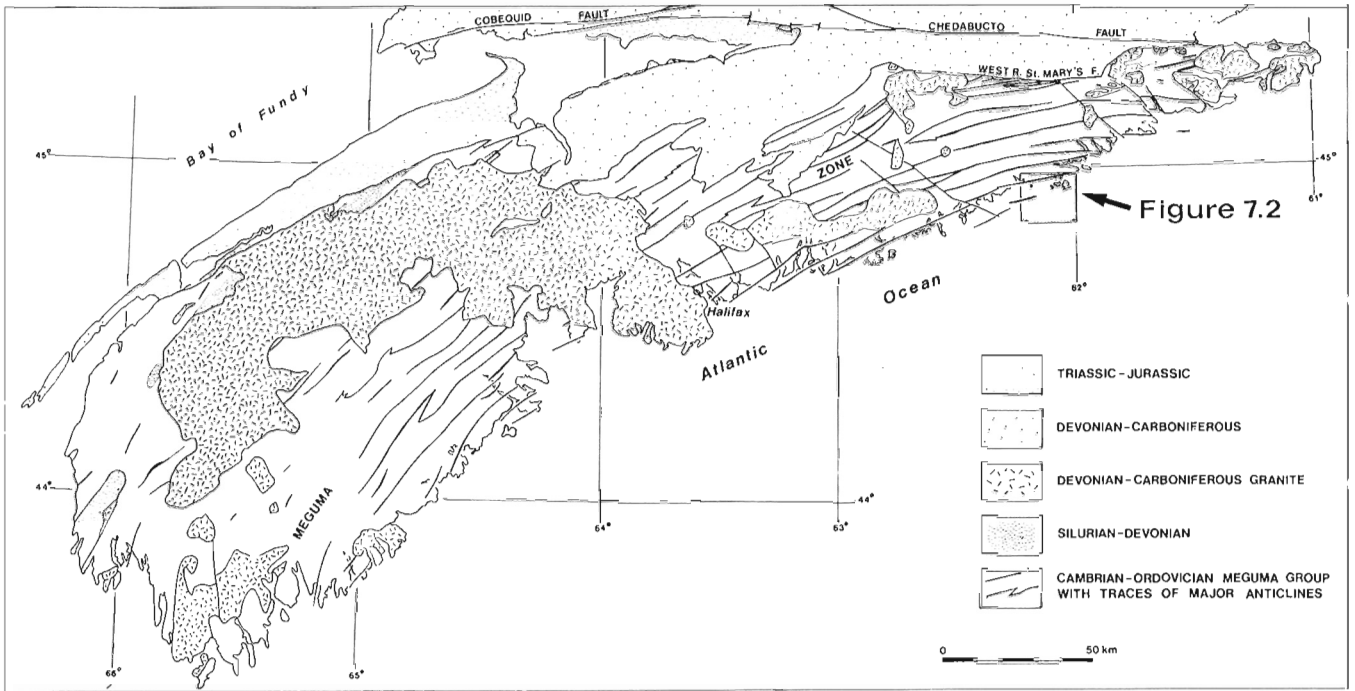 COBEQUID FAULT
CHEDABUCTO FAULT
WEST R. St. MARY'S F.
Bay of Fundy
45°
45°
61°
ZONE
Figure 7.2
62°
Ocean
Halifax
Atlantic
TRIASSIC-JURASSIC
DEVONIAN-CARBONIFEROUS
DEVONIAN-CARBONIFEROUS GRANITE
SILURIAN-DEVONIAN
CAMBRIAN-ORDOVICIAN MEGUMA GROUP
WITH TRACES OF MAJOR ANTICLINES
44°
44°
MEGUMA
64°
63°
66°
65°
0 50 km